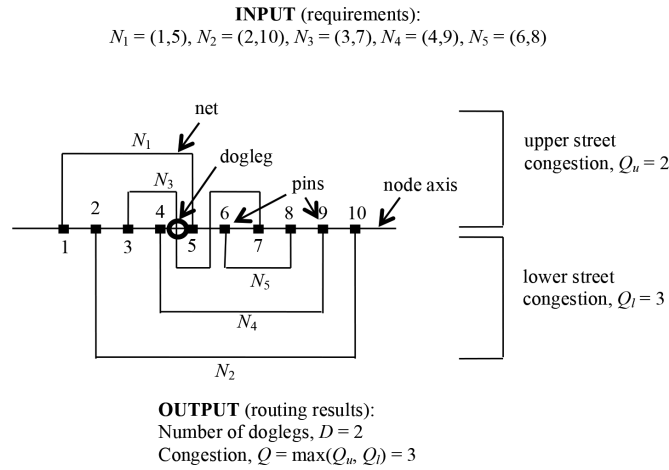 INPUT (requirements):
N₁ = (1,5), N₂ = (2,10), N₃ = (3,7), N₄ = (4,9), N₅ = (6,8)
net
N₁
dogleg
upper street
congestion, Qᵤ = 2
N₃
pins
node axis
2
4
6
8
10
1
3
5
7
9
N₅
lower street
congestion, Qₗ = 3
N₄
N₂
OUTPUT (routing results):
Number of doglegs, D = 2
Congestion, Q = max(Qᵤ, Qₗ) = 3